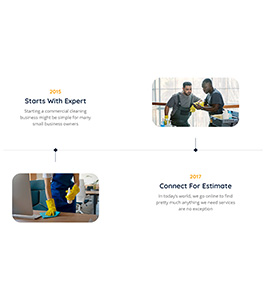 2015
Starts With Expert
Starting a commercial cleaning
business might be simple for many
small business owners
2017
Connect For Estimate
In today's world, we go online to find
pretty much anything we need services
are no exception